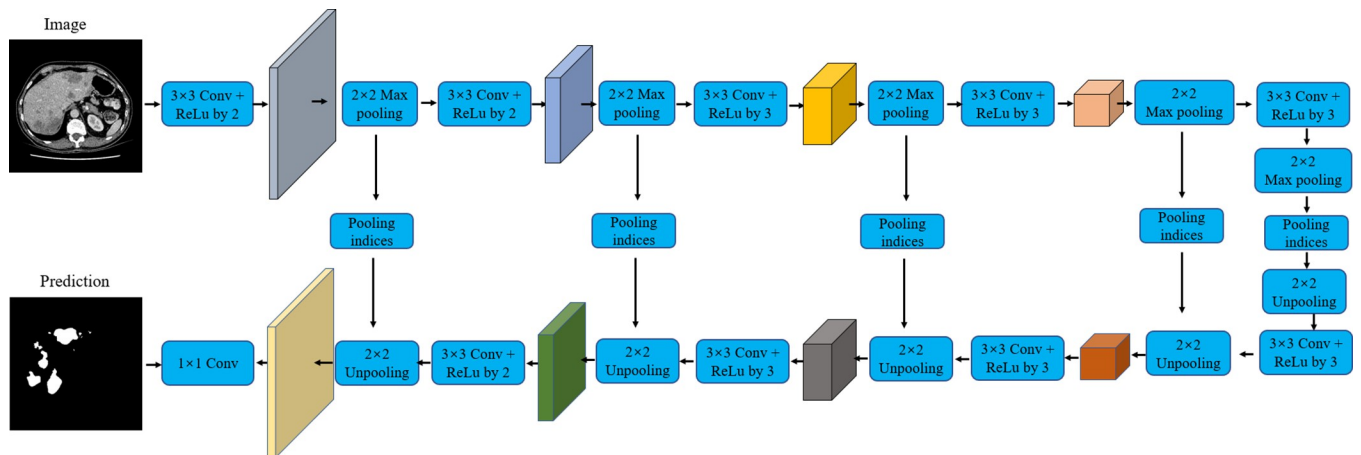 Image
3×3 Conv +
ReLu by 2
2×2 Max
pooling
3×3 Conv +
ReLu by 2
2×2 Max
pooling
3×3 Conv +
ReLu by 3
2×2 Max
pooling
3×3 Conv +
ReLu by 3
2×2
Max pooling
3×3 Conv +
ReLu by 3
2×2
Max pooling
Pooling
indices
Pooling
indices
Pooling
indices
Pooling
indices
Pooling
indices
2×2
Unpooling
Prediction
1×1 Conv
2×2
Unpooling
3×3 Conv +
ReLu by 2
2×2
Unpooling
3×3 Conv +
ReLu by 3
2×2
Unpooling
3×3 Conv +
ReLu by 3
2×2
Unpooling
3×3 Conv +
ReLu by 3